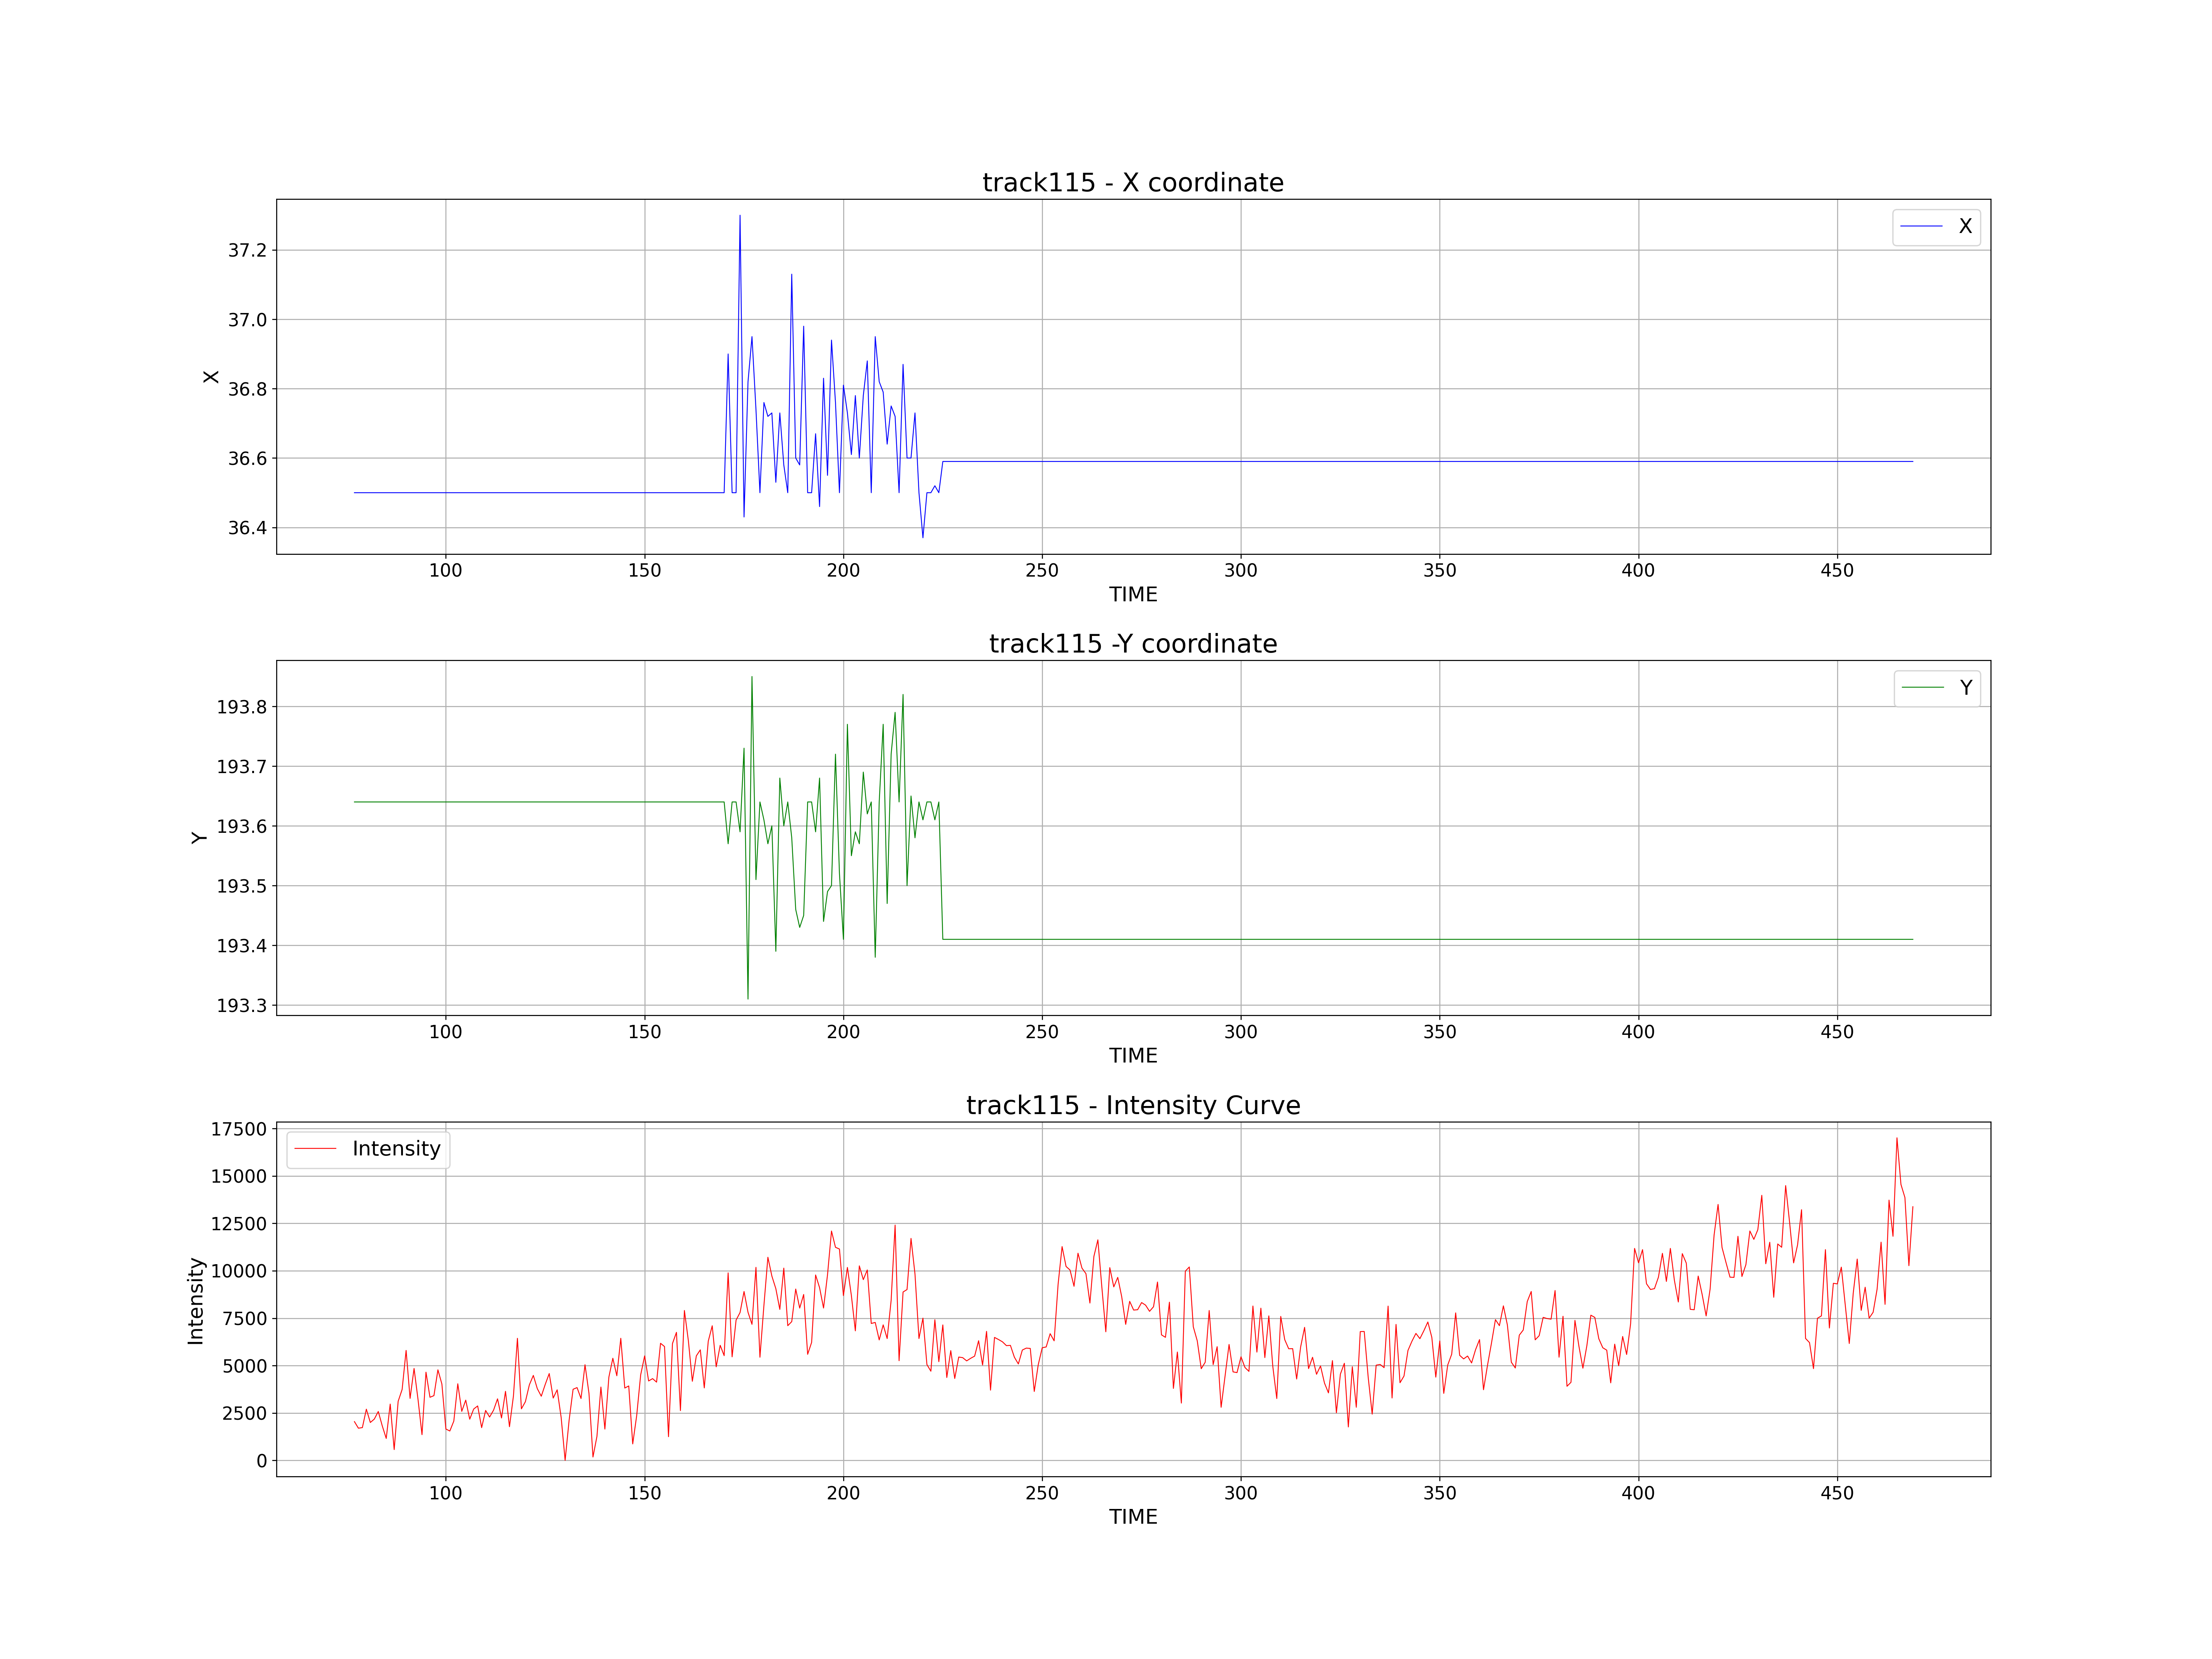 track115 - X coordinate
X
37.2
37.0
36.8
36.6
36.4
X
100 150 200 250 300 350 400 450
TIME
track115 -Y coordinate
Y
193.8
193.7
193.6
193.5
193.4
193.3
Y
100 150 200 250 300 350 400 450
TIME
track115 - Intensity Curve
Intensity
17500
15000
12500
10000
7500
5000
2500
0
Intensity
100 150 200 250 300 350 400 450
TIME